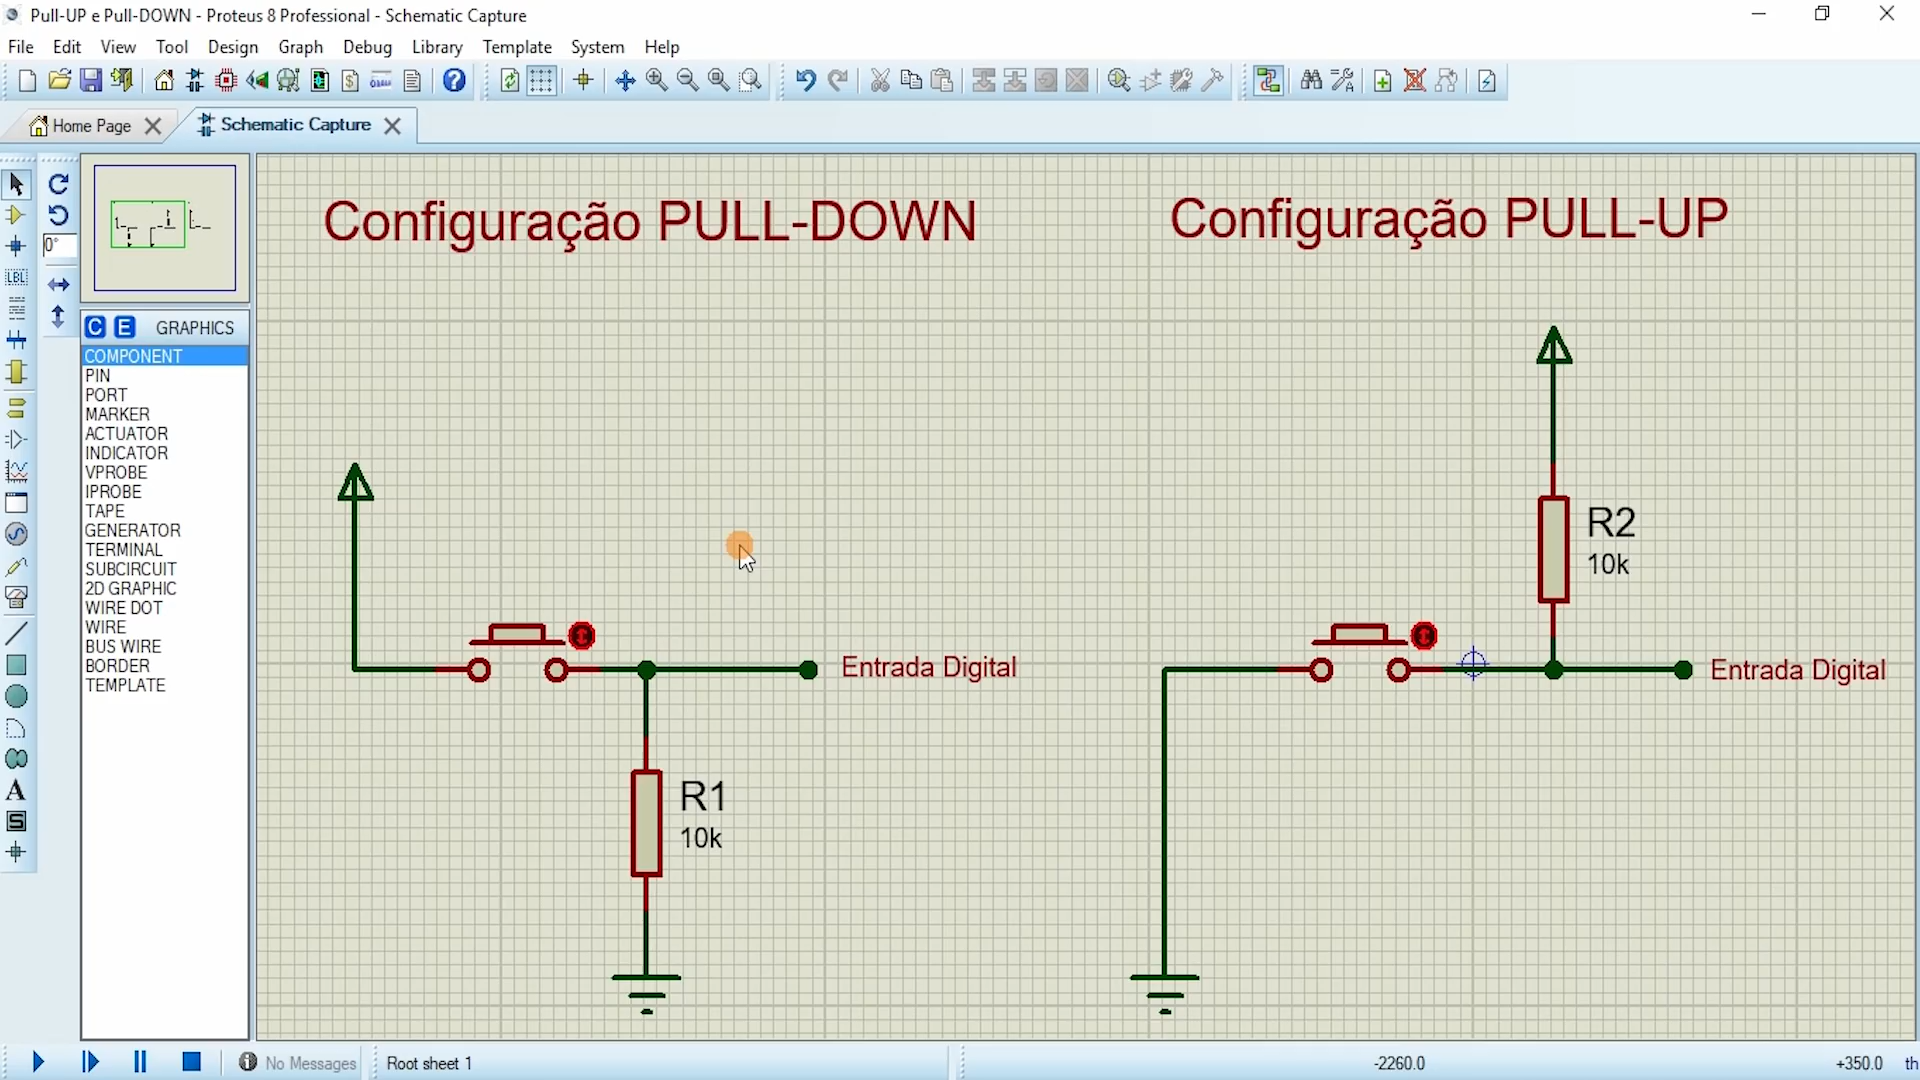 Pull-UP e Pull-DOWN - Proteus 8 Professional - Schematic Capture
File Edit View Tool Design Graph Debug Library Template System Help
Home Page Schematic Capture
0°
LBL
C E GRAPHICS
COMPONENT
PIN
PORT
MARKER
ACTUATOR
INDICATOR
VPROBE
IPROBE
TAPE
GENERATOR
TERMINAL
SUBCIRCUIT
2D GRAPHIC
WIRE DOT
WIRE
BUS WIRE
BORDER
TEMPLATE
A
S
Configuração PULL-DOWN
Entrada Digital
R1
10k
Configuração PULL-UP
R2
10k
Entrada Digital
No Messages Root sheet 1 -2260.0 +350.0 th